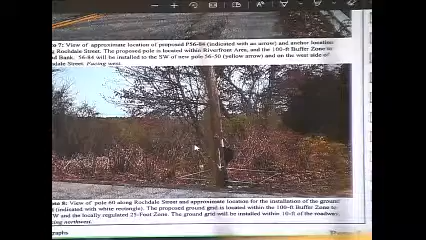 to 7: View of approximate location of proposed P56-84 (indicated with an arrow) and anchor location
Rochdale Street. The proposed pole is located within Riverfront Area, and the 100-ft Buffer Zone to
d Bank. 56-84 will be installed to the SW of new pole 56-50 (yellow arrow) and on the west side of
dale Street. Facing west.
to 8: View of pole 60 along Rochdale Street and approximate location for the installation of the ground
(indicated with white rectangle). The proposed ground grid is located within the 100-ft Buffer Zone to
W and the locally regulated 25-Foot Zone. The ground grid will be installed within 10-ft of the roadway.
ing northwest.
graphs